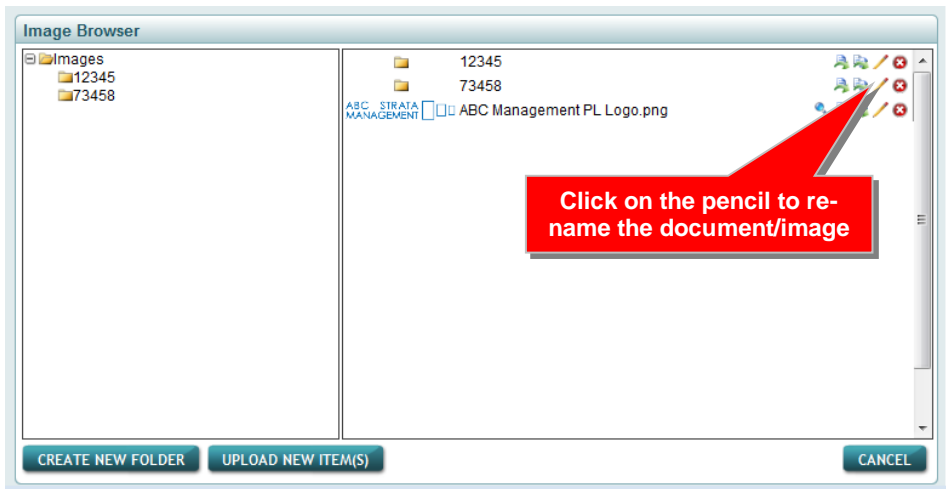 Image Browser
Images
12345
73458
12345
73458
ABC STRATA
MANAGEMENT
ABC Management PL Logo.png
Click on the pencil to re-
name the document/image
CREATE NEW FOLDER
UPLOAD NEW ITEM(S)
CANCEL